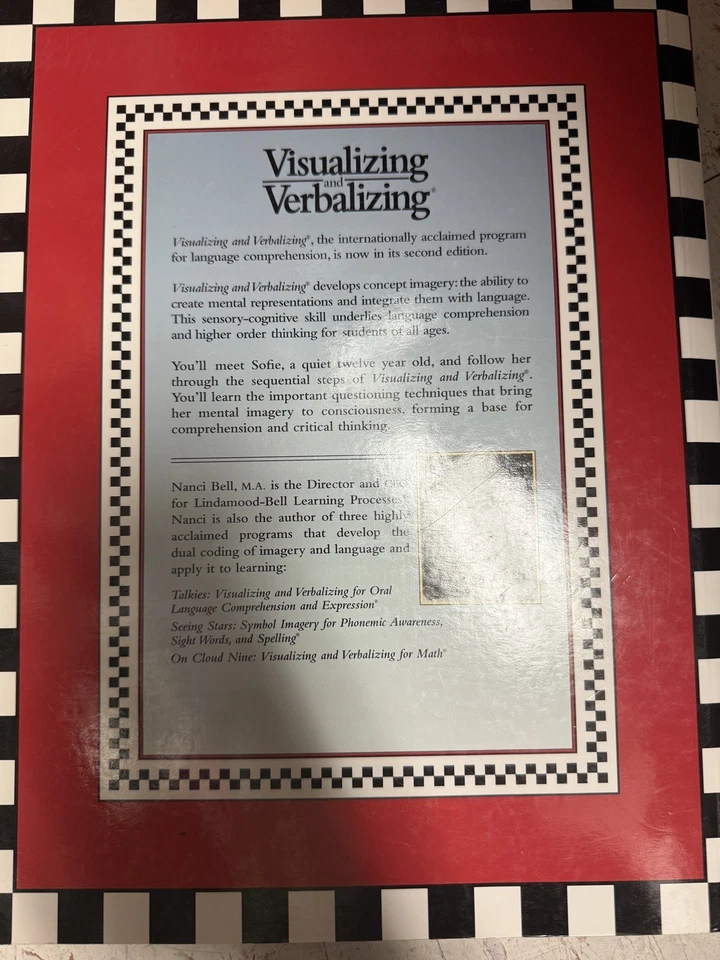 Visualizing
and
Verbalizing®
Visualizing and Verbalizing®, the internationally acclaimed program
for language comprehension, is now in its second edition.
Visualizing and Verbalizing® develops concept imagery: the ability to
create mental representations and integrate them with language.
This sensory-cognitive skill underlies language comprehension
and higher order thinking for students of all ages.
You'll meet Sofie, a quiet twelve year old, and follow her
through the sequential steps of Visualizing and Verbalizing®.
You'll learn the important questioning techniques that bring
her mental imagery to consciousness, forming a base for
comprehension and critical thinking.
Nanci Bell, M.A. is the Director and CEO
for Lindamood-Bell Learning Processes®.
Nanci is also the author of three highly
acclaimed programs that develop the
dual coding of imagery and language and
apply it to learning:
Talkies: Visualizing and Verbalizing for Oral
Language Comprehension and Expression®
Seeing Stars: Symbol Imagery for Phonemic Awareness,
Sight Words, and Spelling®
On Cloud Nine: Visualizing and Verbalizing for Math®